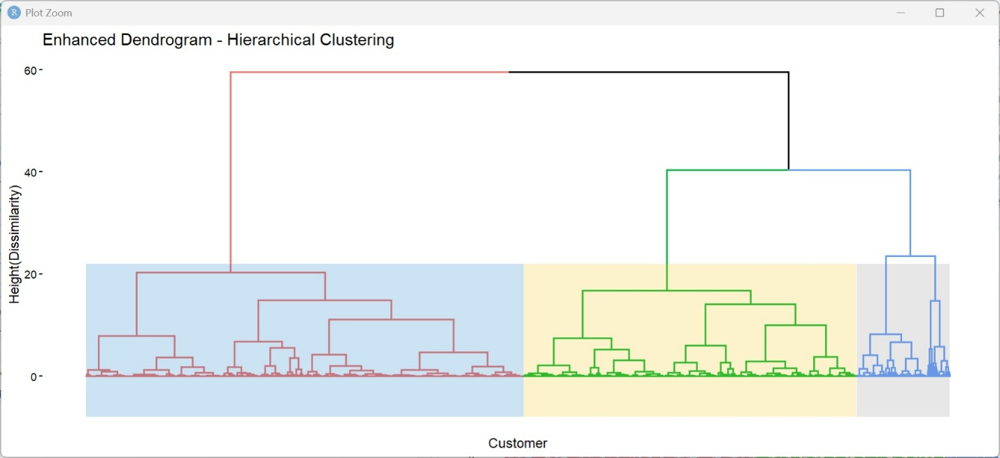 R Plot Zoom
Enhanced Dendrogram - Hierarchical Clustering
60
40
20
0
Height(Dissimilarity)
Customer